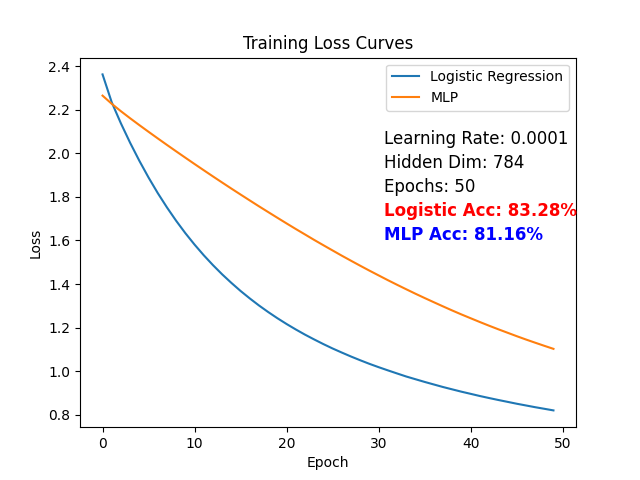 Training Loss Curves
2.4
2.2
2.0
1.8
1.6
1.4
1.2
1.0
0.8
Loss
Logistic Regression
MLP
Learning Rate: 0.0001
Hidden Dim: 784
Epochs: 50
Logistic Acc: 83.28%
MLP Acc: 81.16%
0 10 20 30 40 50
Epoch